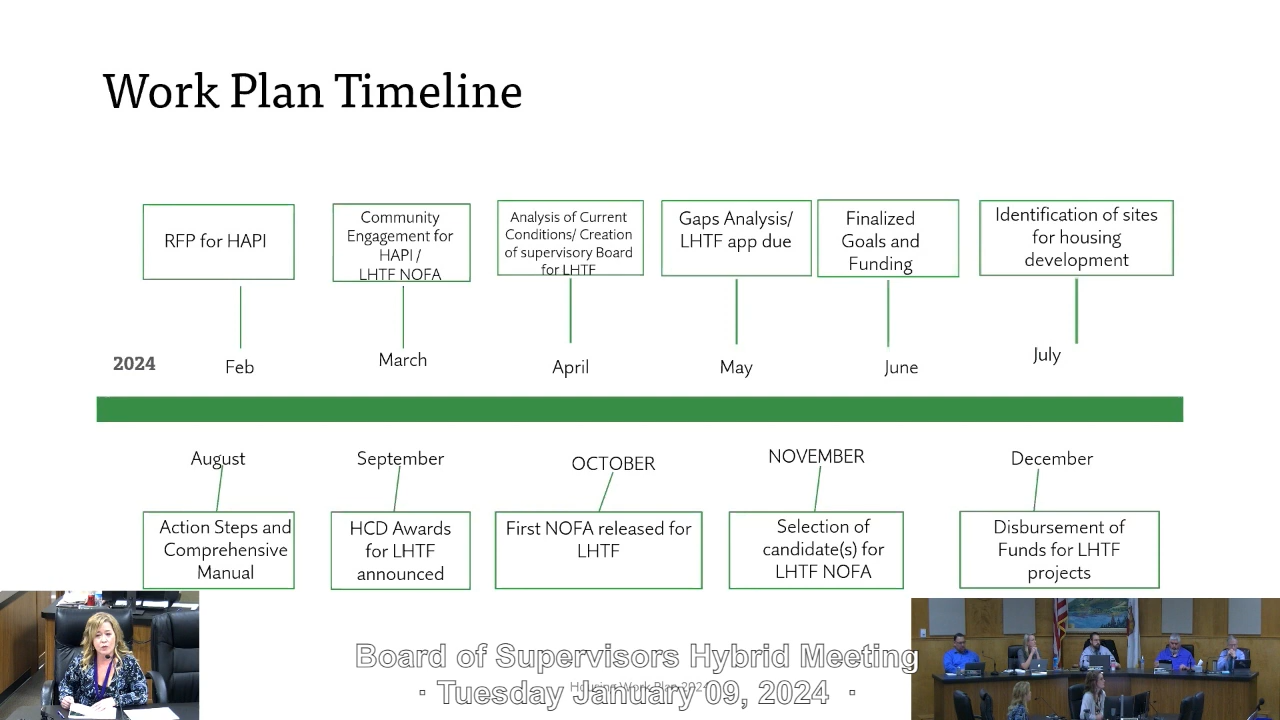 Work Plan Timeline
RFP for HAPI
Community
Engagement for
HAPI /
LHTF NOFA
Analysis of Current
Conditions/ Creation
of supervisory Board
for LHTF
Gaps Analysis/
LHTF app due
Finalized
Goals and
Funding
Identification of sites
for housing
development
2024
Feb
March
April
May
June
July
August
September
OCTOBER
NOVEMBER
December
Action Steps and
Comprehensive
Manual
HCD Awards
for LHTF
announced
First NOFA released for
LHTF
Selection of
candidate(s) for
LHTF NOFA
Disbursement of
Funds for LHTF
projects
Board of Supervisors Hybrid Meeting
· Tuesday January 09, 2024 ·
Housing Work Plan 2024